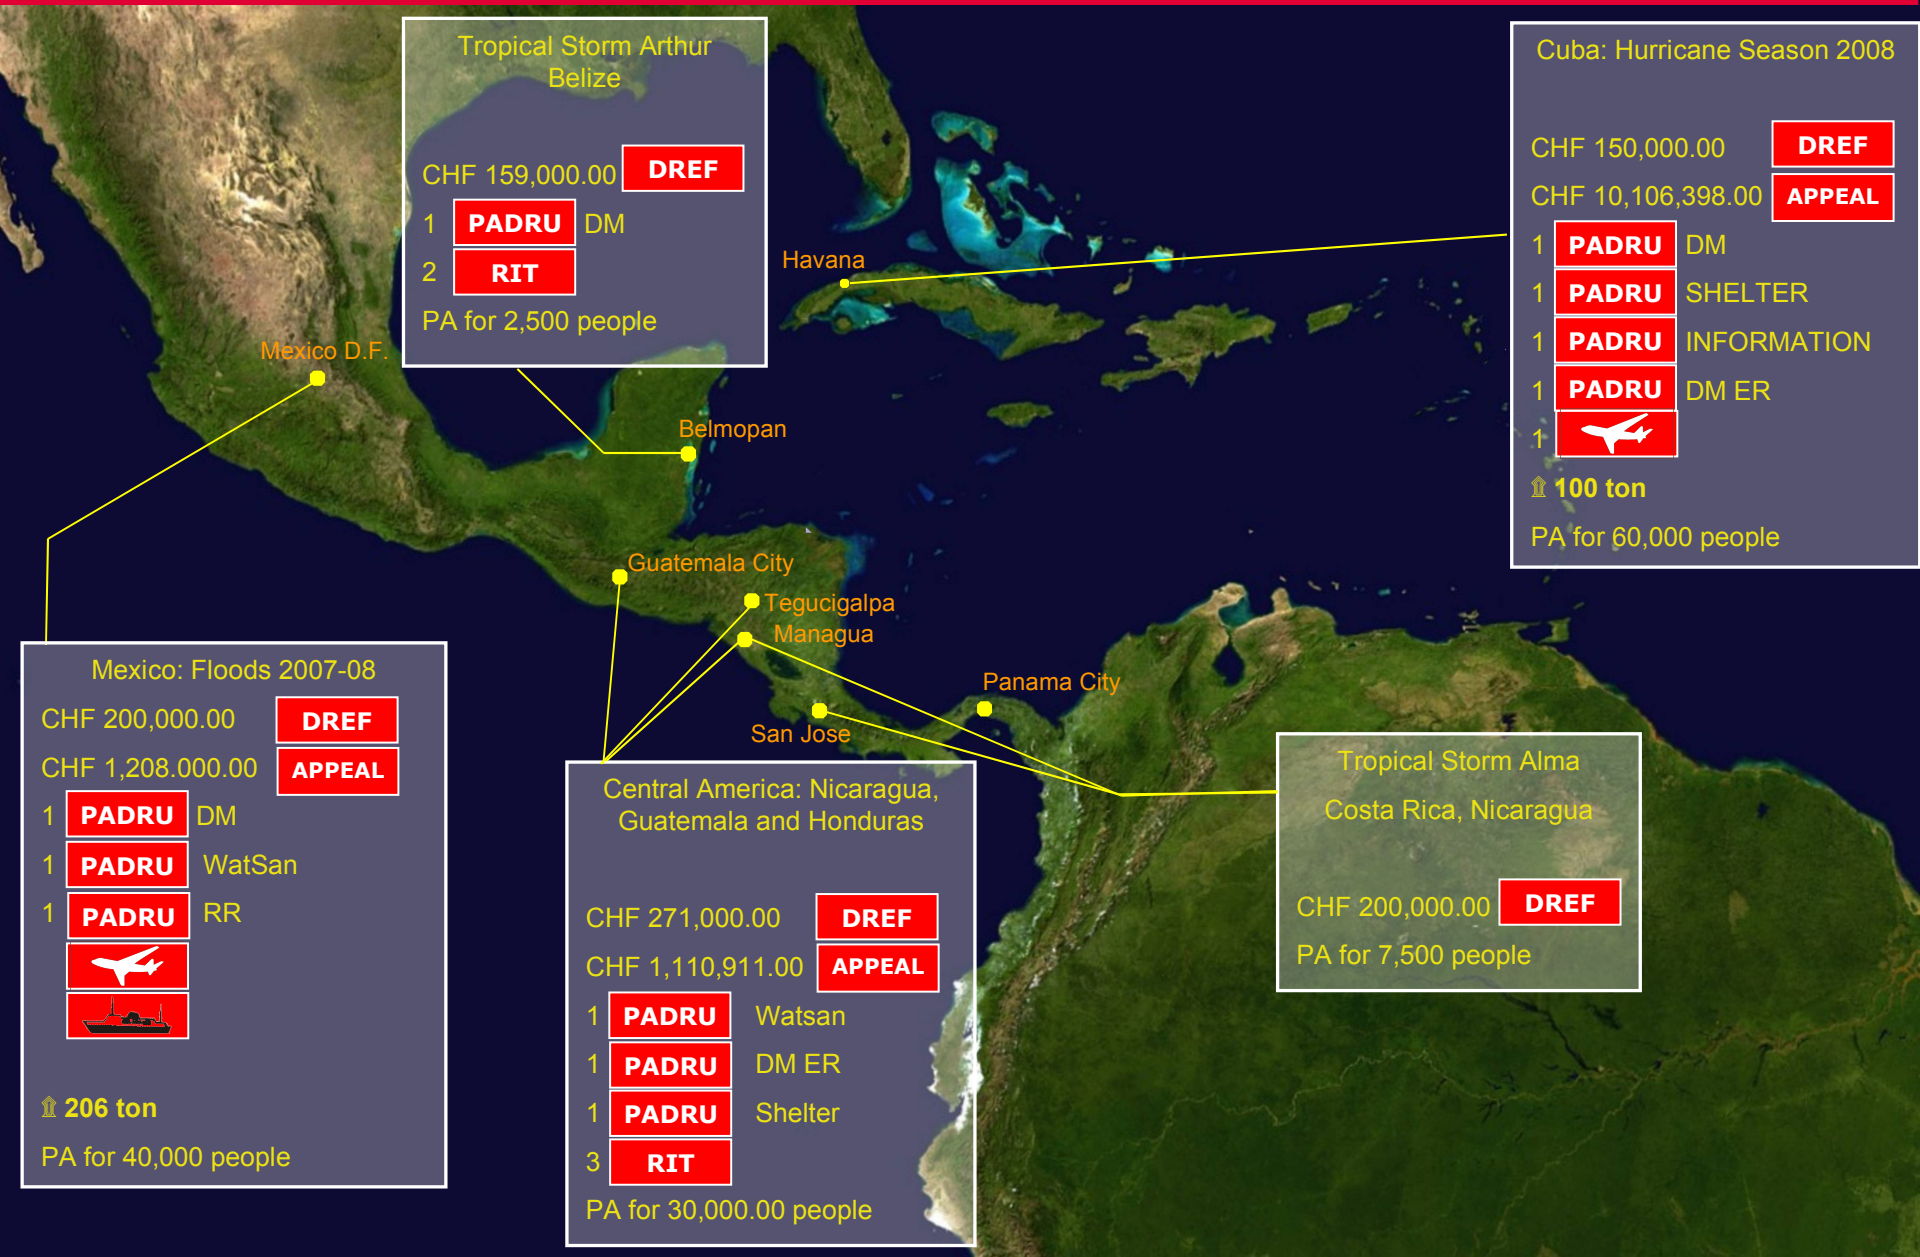 Tropical Storm Arthur
Belize
CHF 159,000.00 DREF
1 PADRU DM
2 RIT
PA for 2,500 people
Cuba: Hurricane Season 2008
CHF 150,000.00 DREF
CHF 10,106,398.00 APPEAL
1 PADRU DM
1 PADRU SHELTER
1 PADRU INFORMATION
1 PADRU DM ER
1
⇑ 100 ton
PA for 60,000 people
Havana
Mexico D.F.
Belmopan
Guatemala City
Tegucigalpa
Managua
Panama City
San Jose
Mexico: Floods 2007-08
CHF 200,000.00 DREF
CHF 1,208.000.00 APPEAL
1 PADRU DM
1 PADRU WatSan
1 PADRU RR
⇑ 206 ton
PA for 40,000 people
Central America: Nicaragua,
Guatemala and Honduras
CHF 271,000.00 DREF
CHF 1,110,911.00 APPEAL
1 PADRU Watsan
1 PADRU DM ER
1 PADRU Shelter
3 RIT
PA for 30,000.00 people
Tropical Storm Alma
Costa Rica, Nicaragua
CHF 200,000.00 DREF
PA for 7,500 people